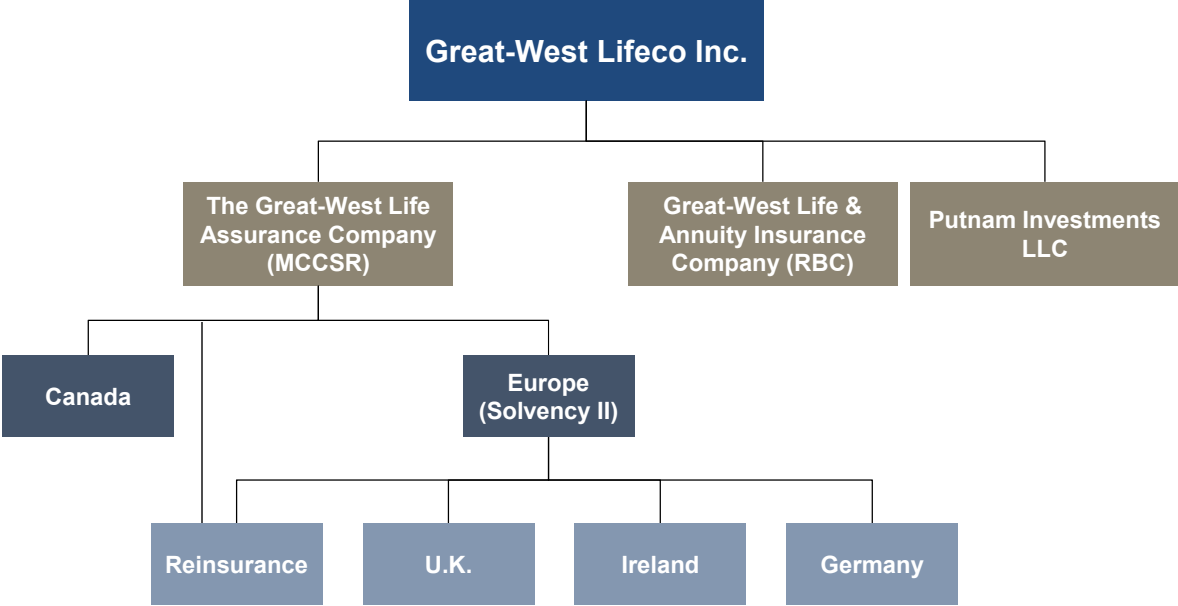 Great-West Lifeco Inc.
The Great-West Life
Assurance Company
(MCCSR)
Great-West Life &
Annuity Insurance
Company (RBC)
Putnam Investments
LLC
Canada
Europe
(Solvency II)
Reinsurance
U.K.
Ireland
Germany